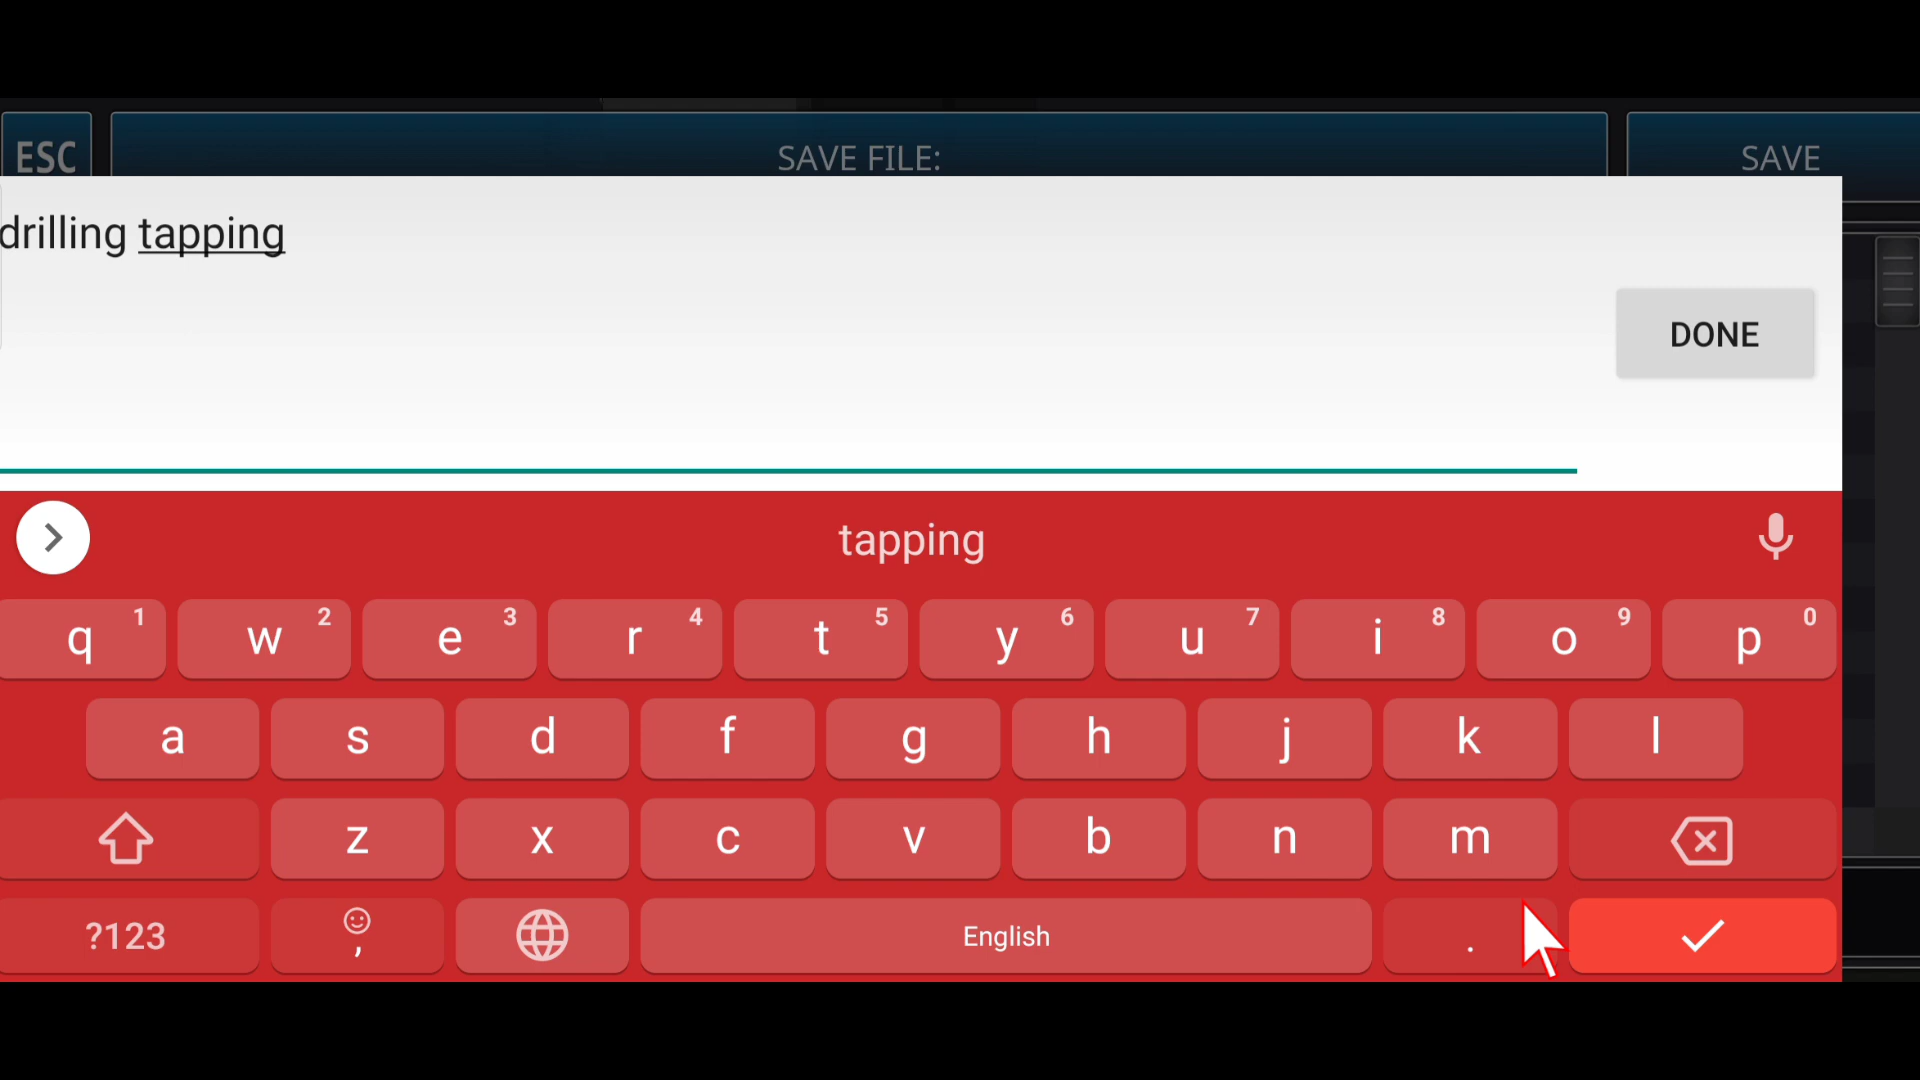 ESC SAVE FILE: SAVE
drilling tapping
DONE
tapping
q 1 w 2 e 3 r 4 t 5 y 6 u 7 i 8 o 9 p 0
a s d f g h j k l
z x c v b n m
?123 , English .